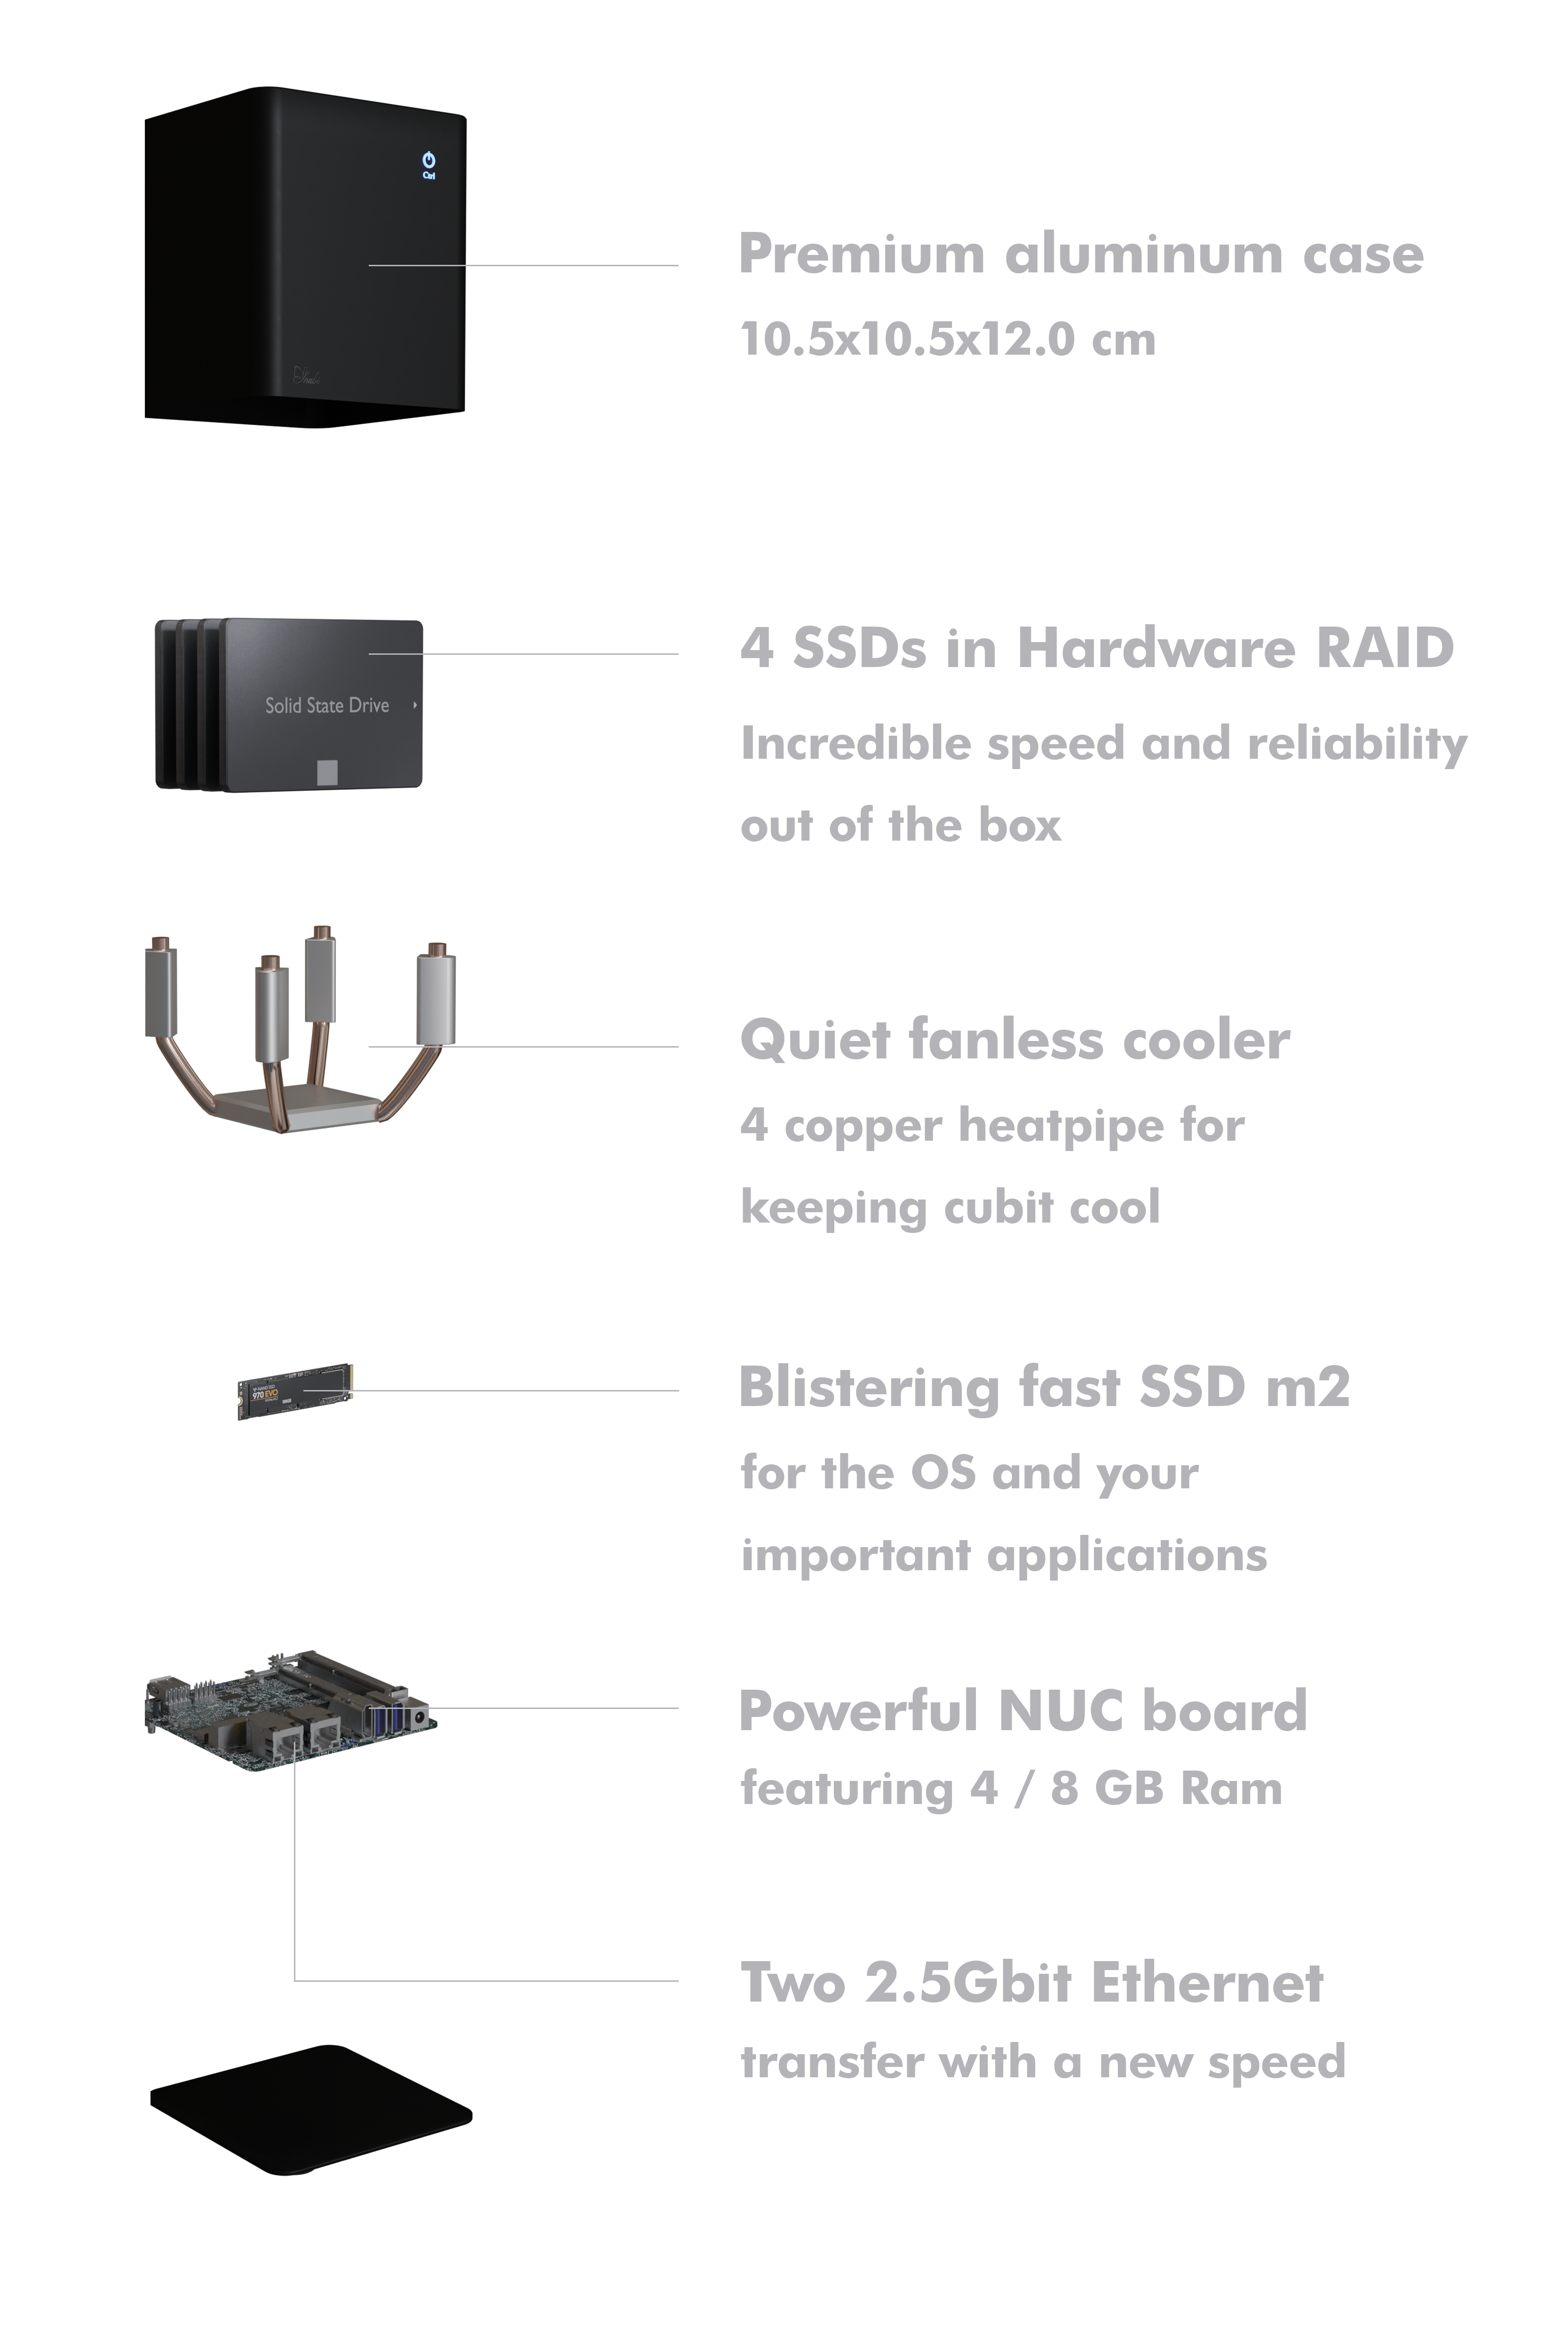 Ctrl
Premium aluminum case
10.5x10.5x12.0 cm
4 SSDs in Hardware RAID
Solid State Drive
Incredible speed and reliability
out of the box
Quiet fanless cooler
4 copper heatpipe for
keeping cubit cool
Blistering fast SSD m2
970 EVO
for the OS and your
important applications
Powerful NUC board
featuring 4 / 8 GB Ram
Two 2.5Gbit Ethernet
transfer with a new speed